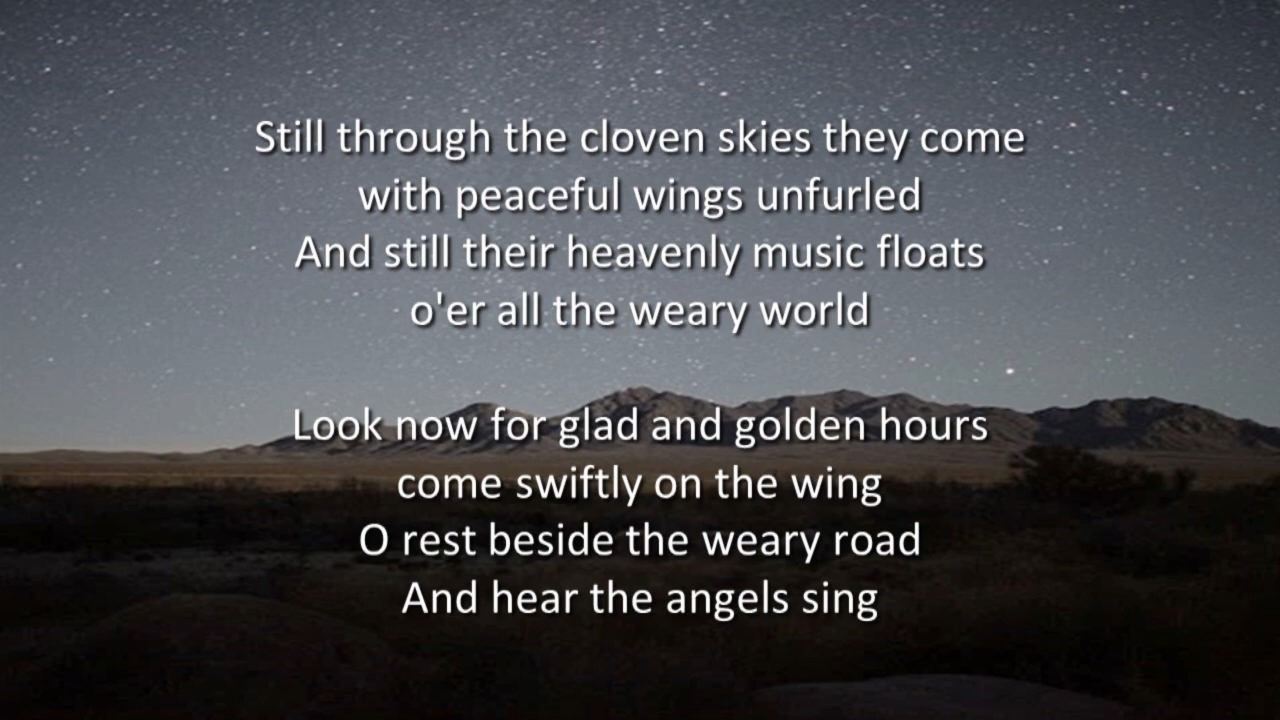 Still through the cloven skies they come
with peaceful wings unfurled
And still their heavenly music floats
o'er all the weary world
Look now for glad and golden hours
come swiftly on the wing
O rest beside the weary road
And hear the angels sing